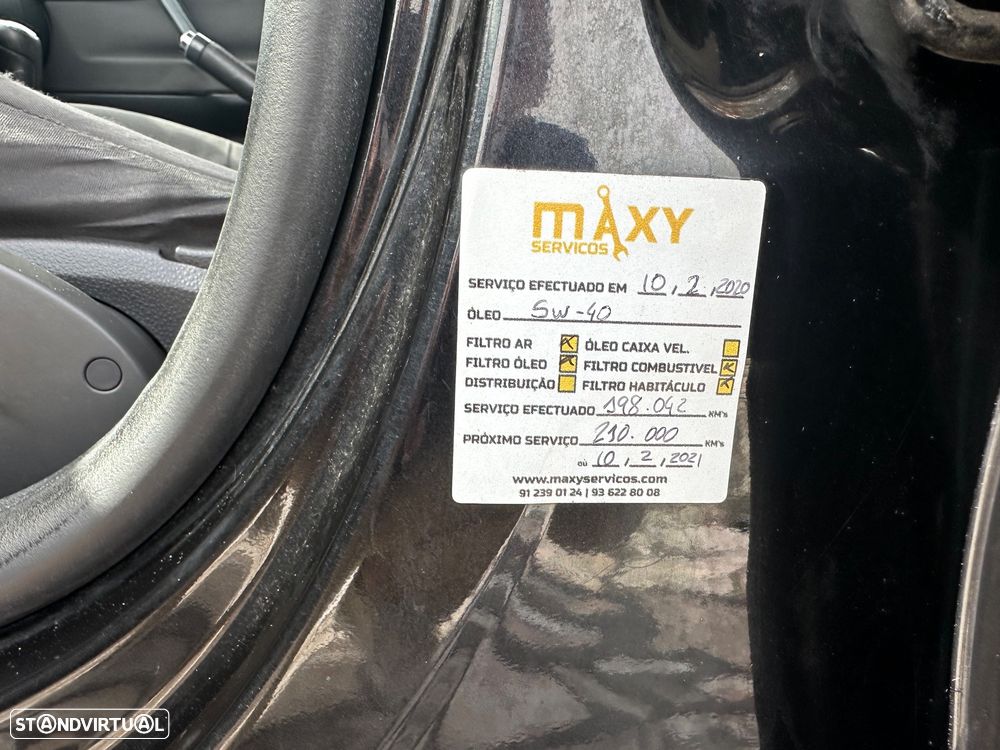 MAXY
SERVICOS
SERVIÇO EFECTUADO EM 10, 2, 2020
ÓLEO 5W-40
FILTRO AR ÓLEO CAIXA VEL.
FILTRO ÓLEO FILTRO COMBUSTIVEL
DISTRIBUIÇÃO FILTRO HABITÁCULO
SERVIÇO EFECTUADO 198.042 KM's
PRÓXIMO SERVIÇO 210.000 KM's
OÙ 10, 2, 2021
www.maxyservicos.com
91 239 01 24 | 93 622 80 08
STANDVIRTUAL